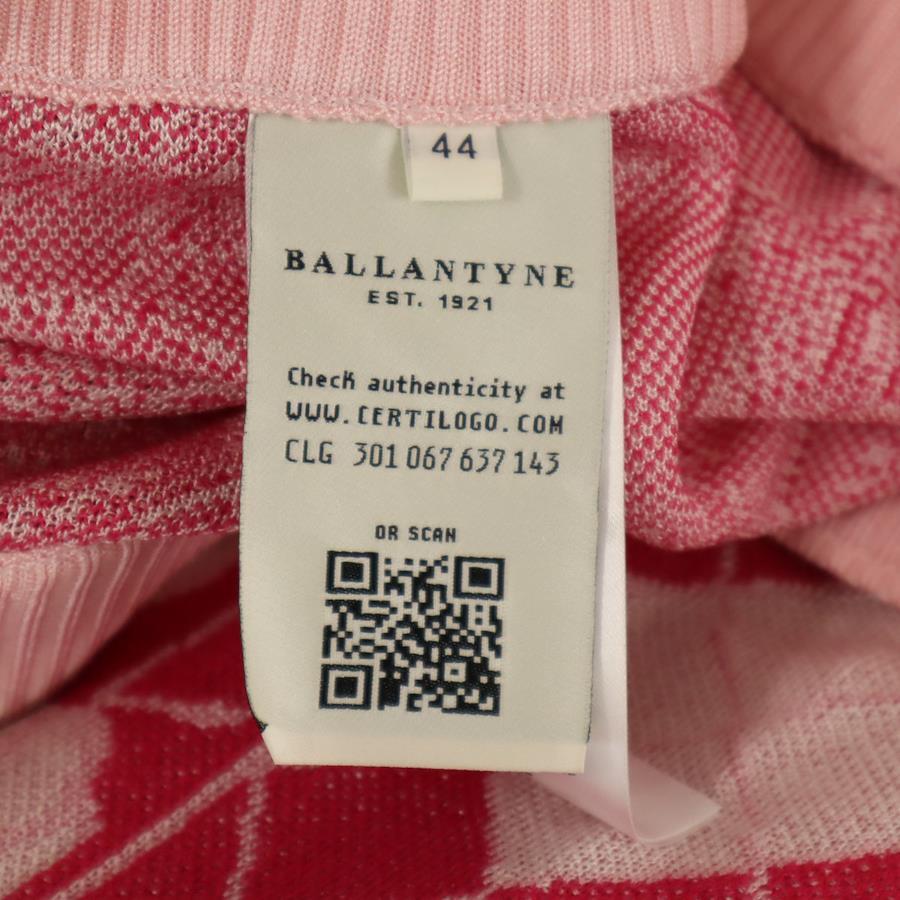 44
BALLANTYNE
EST. 1921
Check authenticity at
WWW.CERTILOGO.COM
CLG 301 067 637 143
OR SCAN